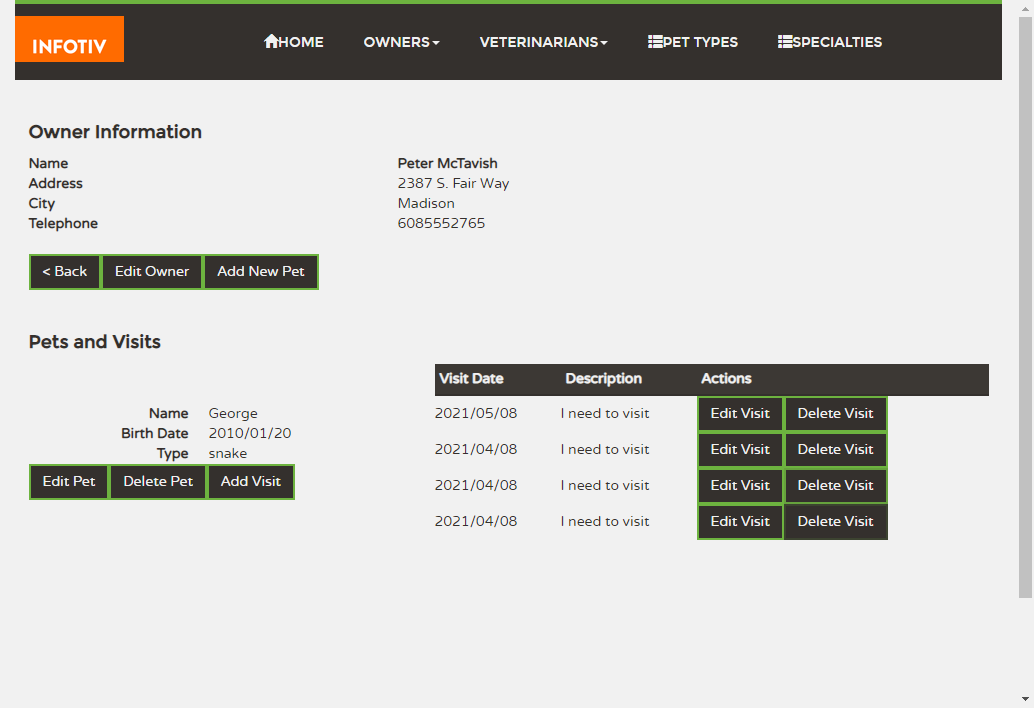 INFOTIV HOME OWNERS VETERINARIANS PET TYPES SPECIALTIES
Owner Information
Name Peter McTavish
Address 2387 S. Fair Way
City Madison
Telephone 6085552765
< Back Edit Owner Add New Pet
Pets and Visits
Visit Date Description Actions
Name George 2021/05/08 I need to visit Edit Visit Delete Visit
Birth Date 2010/01/20
2021/04/08 I need to visit Edit Visit Delete Visit
Type snake
Edit Pet Delete Pet Add Visit 2021/04/08 I need to visit Edit Visit Delete Visit
2021/04/08 I need to visit Edit Visit Delete Visit